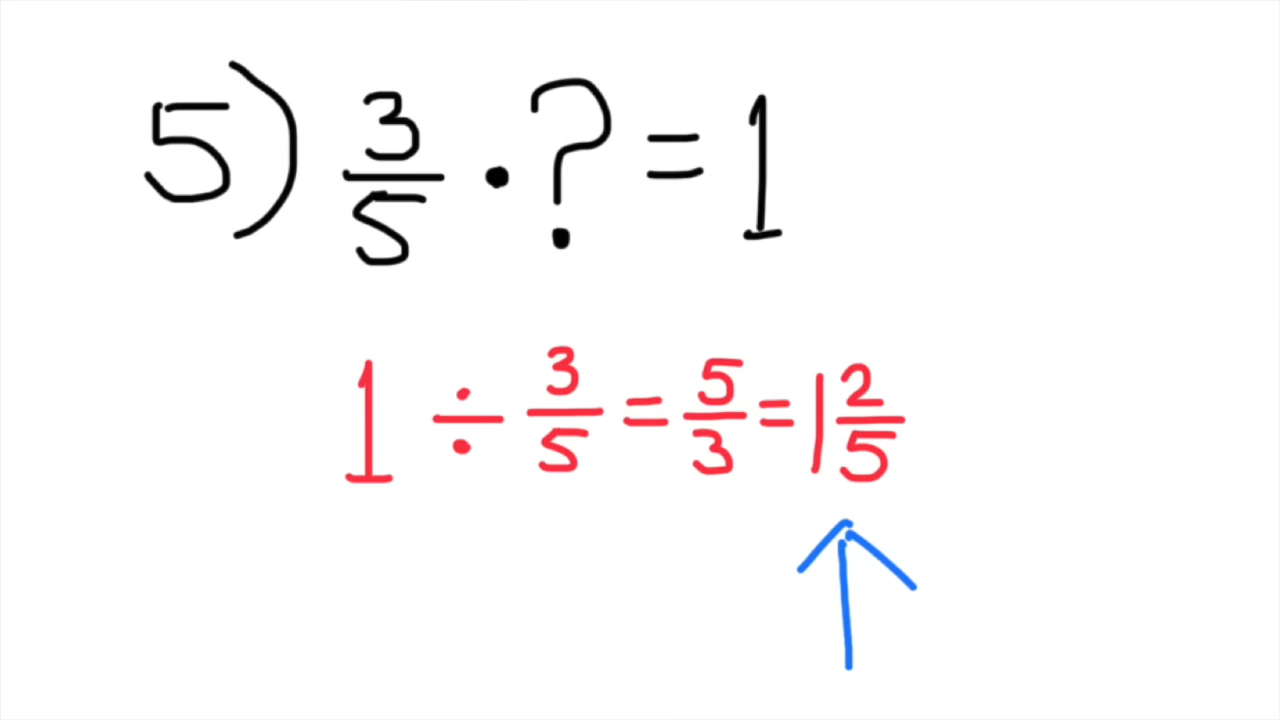 5) 3/5 · ? = 1
1 ÷ 3/5 = 5/3 = 1 2/5